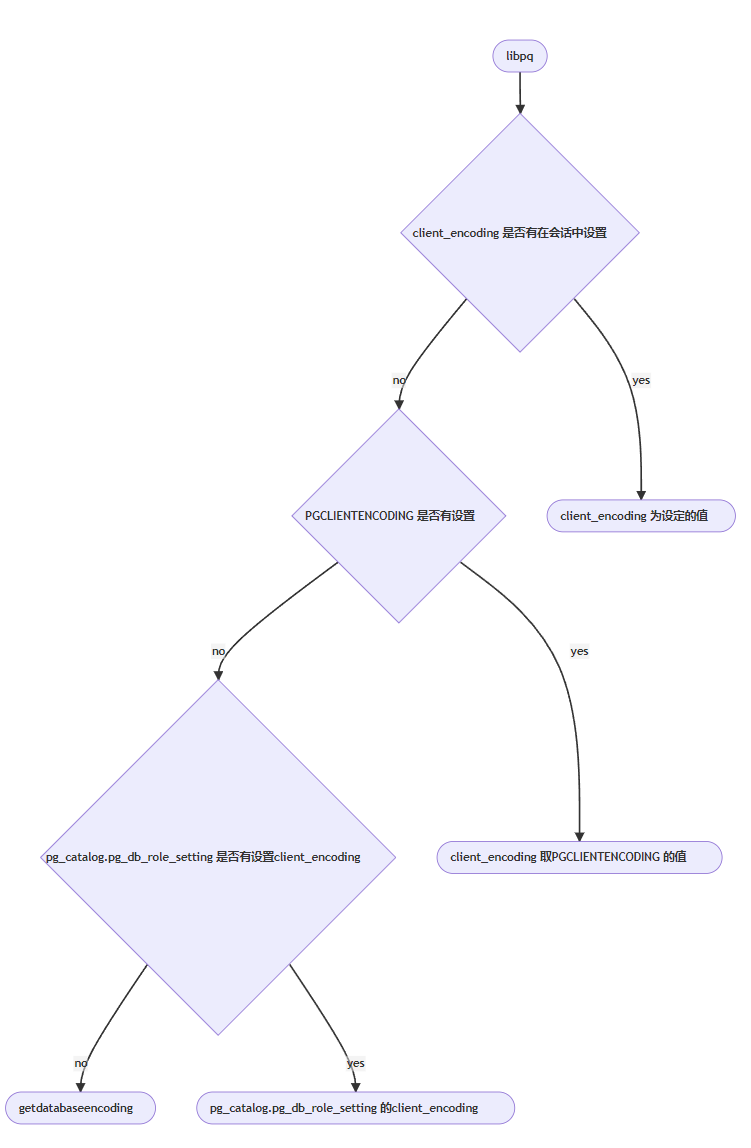 libpq
client_encoding 是否有在会话中设置
no
yes
PGCLIENTENCODING 是否有设置
client_encoding 为设定的值
no
yes
pg_catalog.pg_db_role_setting 是否有设置client_encoding
client_encoding 取PGCLIENTENCODING 的值
no
yes
getdatabaseencoding
pg_catalog.pg_db_role_setting 的client_encoding